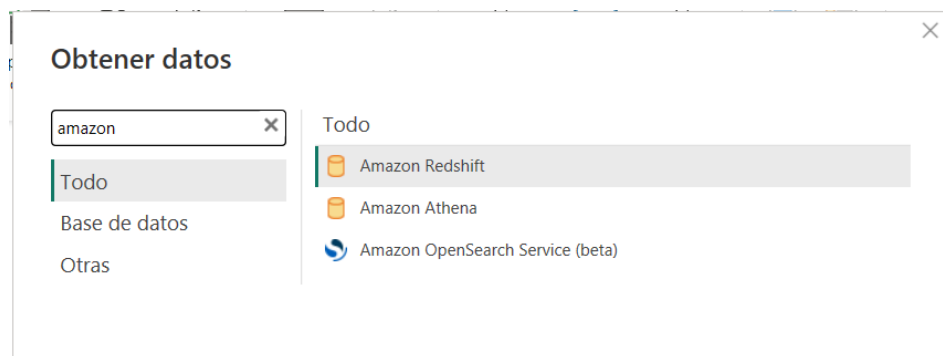 Obtener datos
amazon
Todo
Base de datos
Otras
Todo
Amazon Redshift
Amazon Athena
Amazon OpenSearch Service (beta)